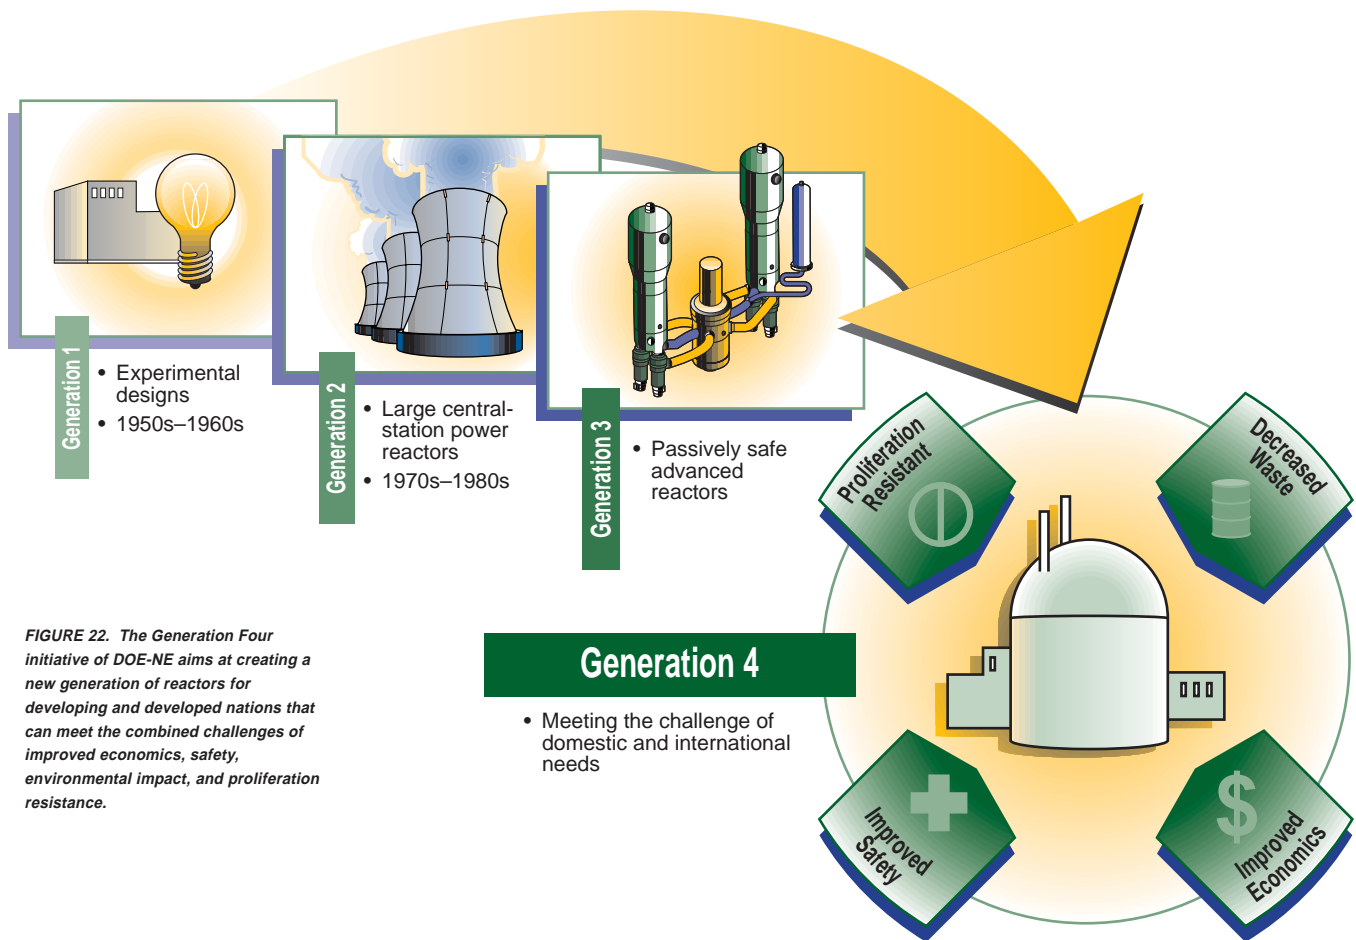 Generation 1
• Experimental
designs
• 1950s–1960s
Generation 2
• Large central-
station power
reactors
• 1970s–1980s
Generation 3
• Passively safe
advanced
reactors
Generation 4
• Meeting the challenge of
domestic and international
needs
Proliferation
Resistant
Decreased
Waste
Improved
Safety
$
Improved
Economics
FIGURE 22. The Generation Four
initiative of DOE-NE aims at creating a
new generation of reactors for
developing and developed nations that
can meet the combined challenges of
improved economics, safety,
environmental impact, and proliferation
resistance.